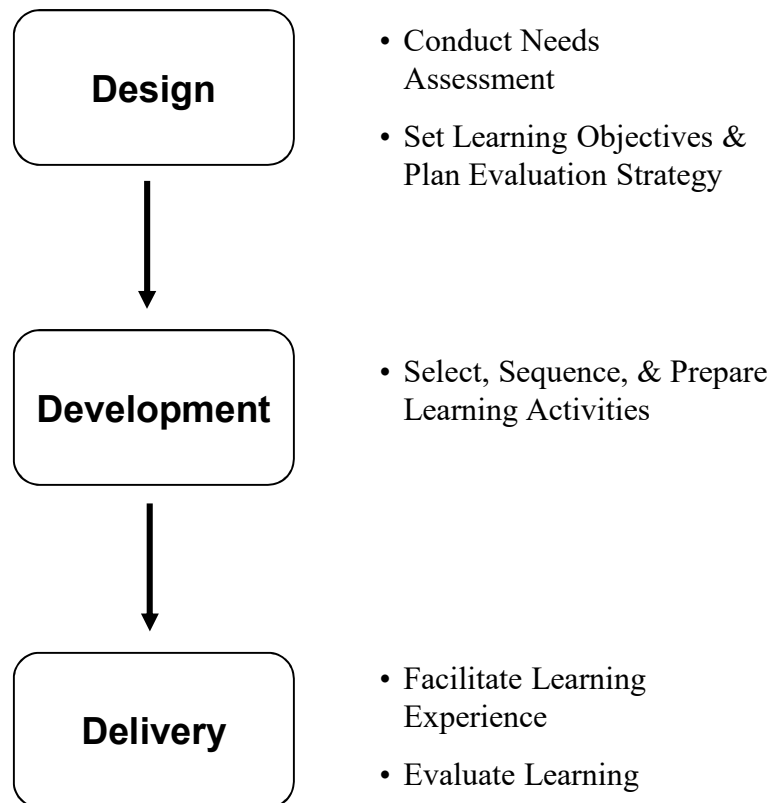 Design
• Conduct Needs
Assessment
• Set Learning Objectives &
Plan Evaluation Strategy
Development
• Select, Sequence, & Prepare
Learning Activities
Delivery
• Facilitate Learning
Experience
• Evaluate Learning